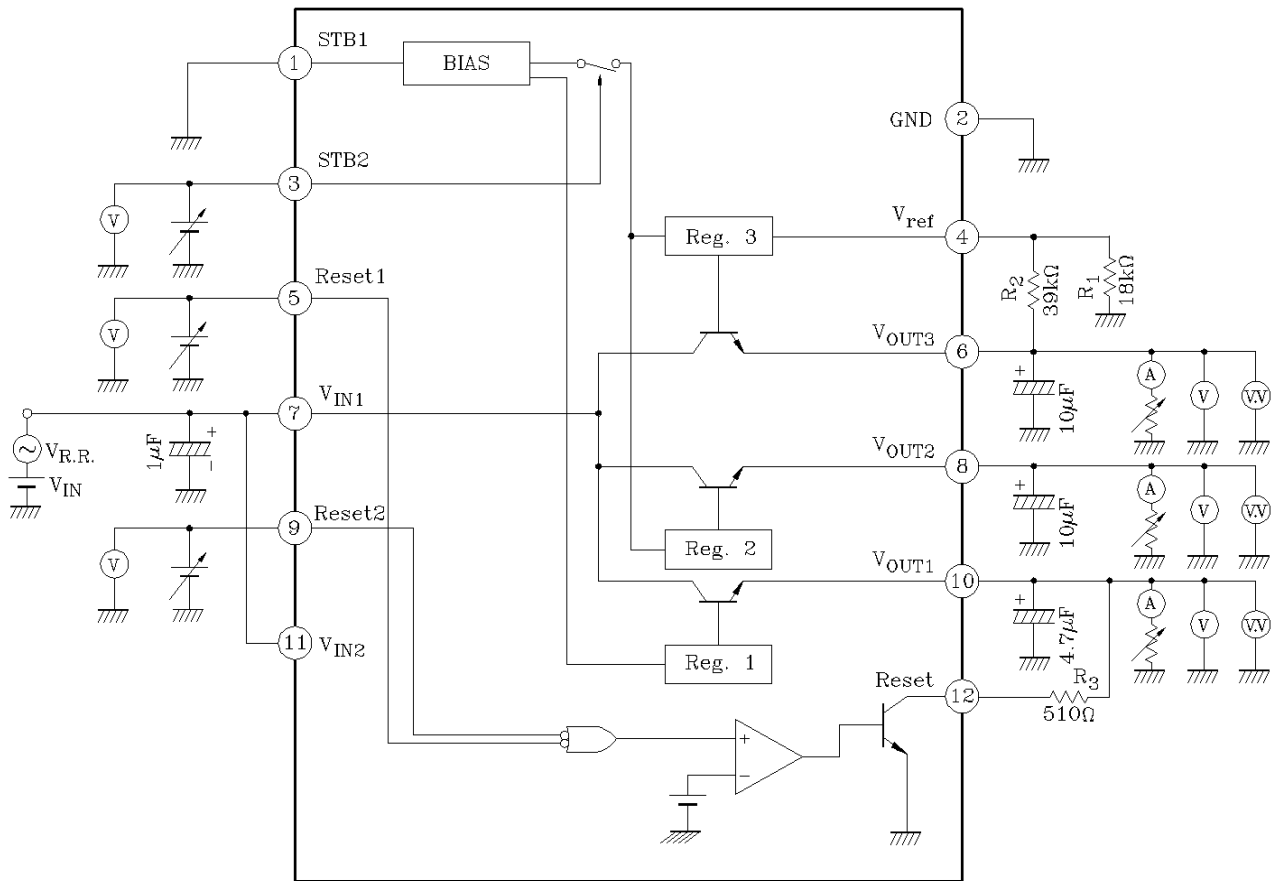 STB1
1
BIAS
GND
2
STB2
3
V
Vref
4
Reg. 3
R2
39kΩ
R1
18kΩ
Reset1
5
V
VOUT3
6
+
10μF
A
V
V.V
VIN1
7
VR.R.
VIN
1μF
+
−
VOUT2
8
+
10μF
A
V
V.V
Reset2
9
V
Reg. 2
VOUT1
10
+
4.7μF
A
V
V.V
11
VIN2
Reg. 1
Reset
12
R3
510Ω
+
−